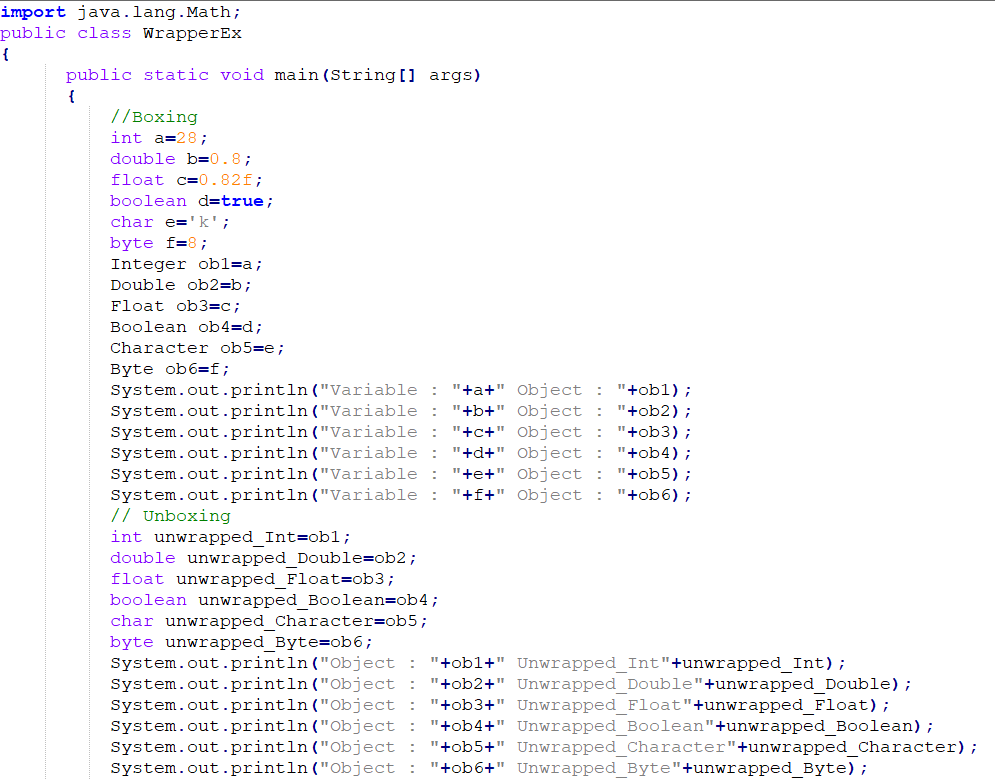 import java.lang.Math;
public class WrapperEx
{
public static void main(String[] args)
{
//Boxing
int a=28;
double b=0.8;
float c=0.82f;
boolean d=true;
char e='k';
byte f=8;
Integer ob1=a;
Double ob2=b;
Float ob3=c;
Boolean ob4=d;
Character ob5=e;
Byte ob6=f;
System.out.println("Variable : "+a+" Object : "+ob1);
System.out.println("Variable : "+b+" Object : "+ob2);
System.out.println("Variable : "+c+" Object : "+ob3);
System.out.println("Variable : "+d+" Object : "+ob4);
System.out.println("Variable : "+e+" Object : "+ob5);
System.out.println("Variable : "+f+" Object : "+ob6);
// Unboxing
int unwrapped_Int=ob1;
double unwrapped_Double=ob2;
float unwrapped_Float=ob3;
boolean unwrapped_Boolean=ob4;
char unwrapped_Character=ob5;
byte unwrapped_Byte=ob6;
System.out.println("Object : "+ob1+" Unwrapped_Int"+unwrapped_Int);
System.out.println("Object : "+ob2+" Unwrapped_Double"+unwrapped_Double);
System.out.println("Object : "+ob3+" Unwrapped_Float"+unwrapped_Float);
System.out.println("Object : "+ob4+" Unwrapped_Boolean"+unwrapped_Boolean);
System.out.println("Object : "+ob5+" Unwrapped_Character"+unwrapped_Character);
System.out.println("Object : "+ob6+" Unwrapped_Byte"+unwrapped_Byte);